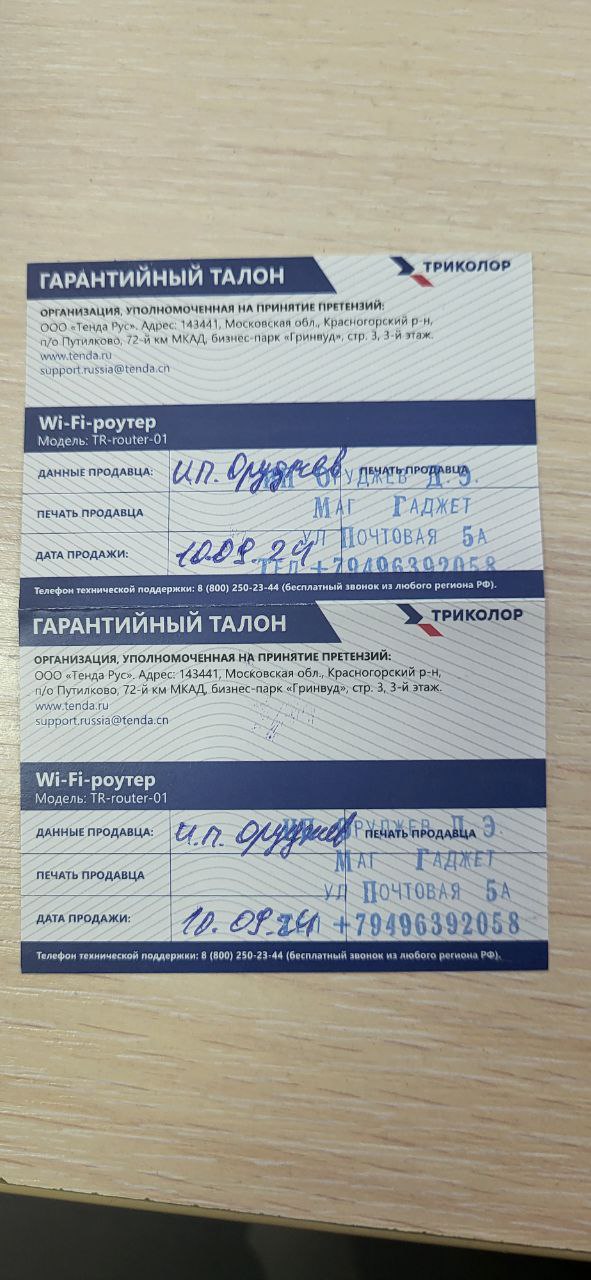 ГАРАНТИЙНЫЙ ТАЛОН
ТРИКОЛОР
ОРГАНИЗАЦИЯ, УПОЛНОМОЧЕННАЯ НА ПРИНЯТИЕ ПРЕТЕНЗИЙ:
ООО «Тенда Рус». Адрес: 143441, Московская обл., Красногорский р-н,
п/о Путилково, 72-й км МКАД, бизнес-парк «Гринвуд», стр. 3, 3-й этаж.
www.tenda.ru
support.russia@tenda.cn
Wi-Fi-роутер
Модель: TR-router-01
ДАННЫЕ ПРОДАВЦА: И.П. Оруджев ПЕЧАТЬ ПРОДАВЦА
ИП ОРУДЖЕВ Д.Э.
ПЕЧАТЬ ПРОДАВЦА
МАГ ГАДЖЕТ
УЛ ПОЧТОВАЯ 5А
ДАТА ПРОДАЖИ: 10.09.24
ТЕЛ +79496392058
Телефон технической поддержки: 8 (800) 250-23-44 (бесплатный звонок из любого региона РФ).
ГАРАНТИЙНЫЙ ТАЛОН
ТРИКОЛОР
ОРГАНИЗАЦИЯ, УПОЛНОМОЧЕННАЯ НА ПРИНЯТИЕ ПРЕТЕНЗИЙ:
ООО «Тенда Рус». Адрес: 143441, Московская обл., Красногорский р-н,
п/о Путилково, 72-й км МКАД, бизнес-парк «Гринвуд», стр. 3, 3-й этаж.
www.tenda.ru
support.russia@tenda.cn
Wi-Fi-роутер
Модель: TR-router-01
ДАННЫЕ ПРОДАВЦА: И.П. Оруджев ПЕЧАТЬ ПРОДАВЦА
ИП ОРУДЖЕВ Д.Э.
МАГ ГАДЖЕТ
ПЕЧАТЬ ПРОДАВЦА
УЛ ПОЧТОВАЯ 5А
ДАТА ПРОДАЖИ: 10.09.24
ТЕЛ +79496392058
Телефон технической поддержки: 8 (800) 250-23-44 (бесплатный звонок из любого региона РФ).